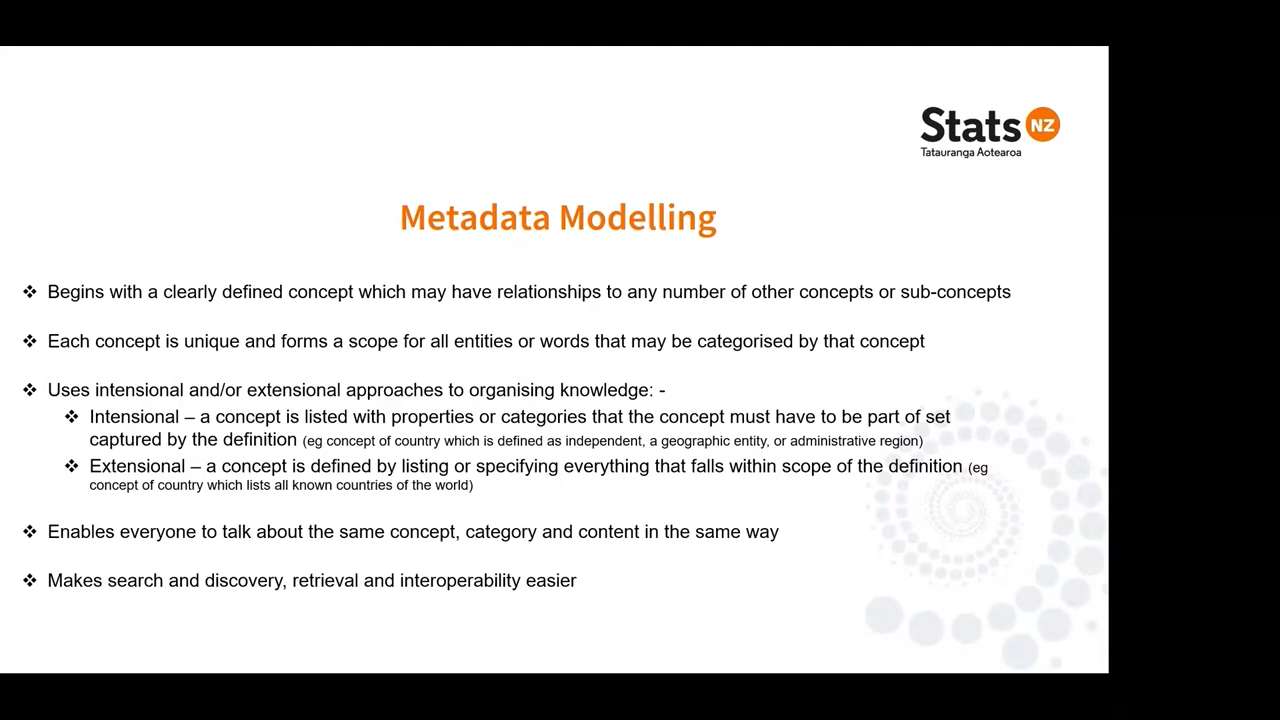 Stats NZ
Tatauranga Aotearoa
Metadata Modelling
❖ Begins with a clearly defined concept which may have relationships to any number of other concepts or sub-concepts
❖ Each concept is unique and forms a scope for all entities or words that may be categorised by that concept
❖ Uses intensional and/or extensional approaches to organising knowledge: -
❖ Intensional – a concept is listed with properties or categories that the concept must have to be part of set
captured by the definition (eg concept of country which is defined as independent, a geographic entity, or administrative region)
❖ Extensional – a concept is defined by listing or specifying everything that falls within scope of the definition (eg
concept of country which lists all known countries of the world)
❖ Enables everyone to talk about the same concept, category and content in the same way
❖ Makes search and discovery, retrieval and interoperability easier